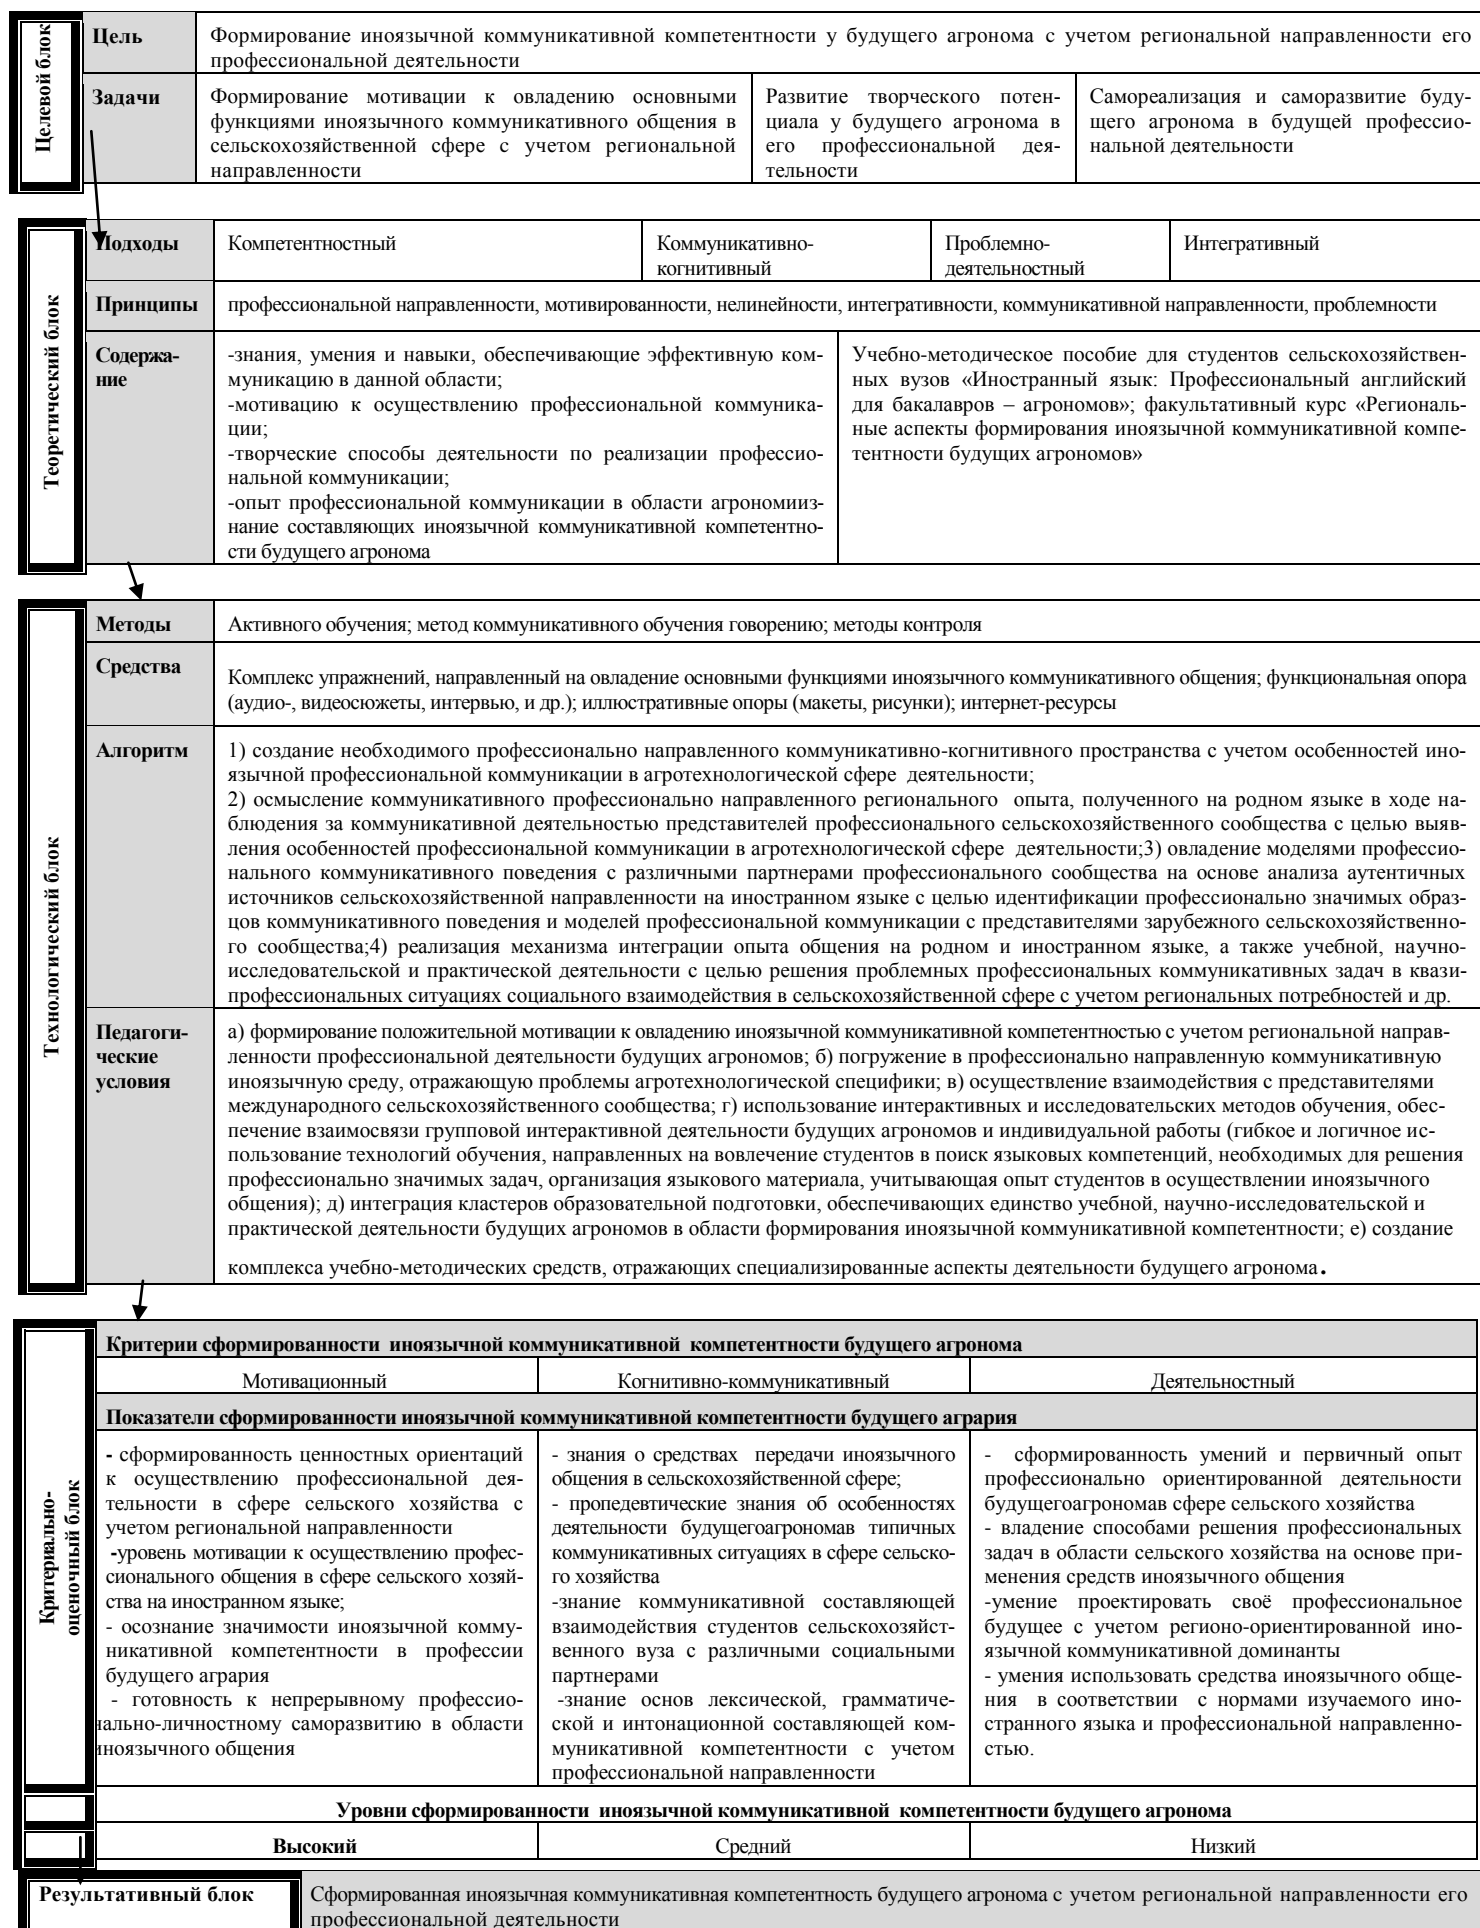 Целевой блок
Цель
Формирование иноязычной коммуникативной компетентности у будущего агронома с учетом региональной направленности его
профессиональной деятельности
Задачи
Формирование мотивации к овладению основными
функциями иноязычного коммуникативного общения в
сельскохозяйственной сфере с учетом региональной
направленности
Развитие творческого потен-
циала у будущего агронома в
его профессиональной дея-
тельности
Самореализация и саморазвитие буду-
щего агронома в будущей профессио-
нальной деятельности
Теоретический блок
Подходы
Компетентностный
Коммуникативно-
когнитивный
Проблемно-
деятельностный
Интегративный
Принципы
профессиональной направленности, мотивированности, нелинейности, интегративности, коммуникативной направленности, проблемности
Содержа-
ние
-знания, умения и навыки, обеспечивающие эффективную ком-
муникацию в данной области;
-мотивацию к осуществлению профессиональной коммуника-
ции;
-творческие способы деятельности по реализации профессио-
нальной коммуникации;
-опыт профессиональной коммуникации в области агрономииз-
нание составляющих иноязычной коммуникативной компетентно-
сти будущего агронома
Учебно-методическое пособие для студентов сельскохозяйствен-
ных вузов «Иностранный язык: Профессиональный английский
для бакалавров – агрономов»; факультативный курс «Региональ-
ные аспекты формирования иноязычной коммуникативной компе-
тентности будущих агрономов»
Технологический блок
Методы
Активного обучения; метод коммуникативного обучения говорению; методы контроля
Средства
Комплекс упражнений, направленный на овладение основными функциями иноязычного коммуникативного общения; функциональная опора
(аудио-, видеосюжеты, интервью, и др.); иллюстративные опоры (макеты, рисунки); интернет-ресурсы
Алгоритм
1) создание необходимого профессионально направленного коммуникативно-когнитивного пространства с учетом особенностей ино-
язычной профессиональной коммуникации в агротехнологической сфере деятельности;
2) осмысление коммуникативного профессионально направленного регионального опыта, полученного на родном языке в ходе на-
блюдения за коммуникативной деятельностью представителей профессионального сельскохозяйственного сообщества с целью выяв-
ления особенностей профессиональной коммуникации в агротехнологической сфере деятельности;3) овладение моделями профессио-
нального коммуникативного поведения с различными партнерами профессионального сообщества на основе анализа аутентичных
источников сельскохозяйственной направленности на иностранном языке с целью идентификации профессионально значимых образ-
цов коммуникативного поведения и моделей профессиональной коммуникации с представителями зарубежного сельскохозяйственно-
го сообщества;4) реализация механизма интеграции опыта общения на родном и иностранном языке, а также учебной, научно-
исследовательской и практической деятельности с целью решения проблемных профессиональных коммуникативных задач в квази-
профессиональных ситуациях социального взаимодействия в сельскохозяйственной сфере с учетом региональных потребностей и др.
Педагоги-
ческие
условия
а) формирование положительной мотивации к овладению иноязычной коммуникативной компетентностью с учетом региональной направ-
ленности профессиональной деятельности будущих агрономов; б) погружение в профессионально направленную коммуникативную
иноязычную среду, отражающую проблемы агротехнологической специфики; в) осуществление взаимодействия с представителями
международного сельскохозяйственного сообщества; г) использование интерактивных и исследовательских методов обучения, обес-
печение взаимосвязи групповой интерактивной деятельности будущих агрономов и индивидуальной работы (гибкое и логичное ис-
пользование технологий обучения, направленных на вовлечение студентов в поиск языковых компетенций, необходимых для решения
профессионально значимых задач, организация языкового материала, учитывающая опыт студентов в осуществлении иноязычного
общения); д) интеграция кластеров образовательной подготовки, обеспечивающих единство учебной, научно-исследовательской и
практической деятельности будущих агрономов в области формирования иноязычной коммуникативной компетентности; е) создание
комплекса учебно-методических средств, отражающих специализированные аспекты деятельности будущего агронома.
Критериально-
оценочный блок
Критерии сформированности иноязычной коммуникативной компетентности будущего агронома
Мотивационный
Когнитивно-коммуникативный
Деятельностный
Показатели сформированности иноязычной коммуникативной компетентности будущего агрария
- сформированность ценностных ориентаций
к осуществлению профессиональной дея-
тельности в сфере сельского хозяйства с
учетом региональной направленности
-уровень мотивации к осуществлению профес-
сионального общения в сфере сельского хозяй-
ства на иностранном языке;
- осознание значимости иноязычной комму-
никативной компетентности в профессии
будущего агрария
- готовность к непрерывному профессио-
нально-личностному саморазвитию в области
иноязычного общения
- знания о средствах передачи иноязычного
общения в сельскохозяйственной сфере;
- пропедевтические знания об особенностях
деятельности будущегоагрономав типичных
коммуникативных ситуациях в сфере сельско-
го хозяйства
-знание коммуникативной составляющей
взаимодействия студентов сельскохозяйст-
венного вуза с различными социальными
партнерами
-знание основ лексической, грамматиче-
ской и интонационной составляющей ком-
муникативной компетентности с учетом
профессиональной направленности
- сформированность умений и первичный опыт
профессионально ориентированной деятельности
будущегоагрономав сфере сельского хозяйства
- владение способами решения профессиональных
задач в области сельского хозяйства на основе при-
менения средств иноязычного общения
-умение проектировать своё профессиональное
будущее с учетом регионо-ориентированной ино-
язычной коммуникативной доминанты
- умения использовать средства иноязычного обще-
ния в соответствии с нормами изучаемого ино-
странного языка и профессиональной направленно-
стью.
Уровни сформированности иноязычной коммуникативной компетентности будущего агронома
Высокий
Средний
Низкий
Результативный блок
Сформированная иноязычная коммуникативная компетентность будущего агронома с учетом региональной направленности его
профессиональной деятельности